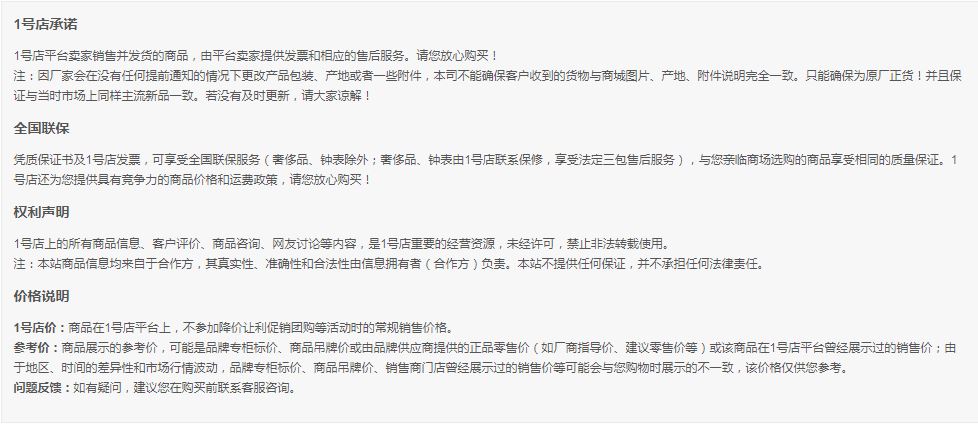 1号店承诺
1号店平台卖家销售并发货的商品，由平台卖家提供发票和相应的售后服务。请您放心购买！
注：因厂家会在没有任何提前通知的情况下更改产品包装、产地或者一些附件，本司不能确保客户收到的货物与商城图片、产地、附件说明完全一致。只能确保为原厂正货！并且保
证与当时市场上同样主流新品一致。若没有及时更新，请大家谅解！
全国联保
凭质保证书及1号店发票，可享受全国联保服务（奢侈品、钟表除外；奢侈品、钟表由1号店联系保修，享受法定三包售后服务），与您亲临商场选购的商品享受相同的质量保证。1
号店还为您提供具有竞争力的商品价格和运费政策，请您放心购买！
权利声明
1号店上的所有商品信息、客户评价、商品咨询、网友讨论等内容，是1号店重要的经营资源，未经许可，禁止非法转载使用。
注：本站商品信息均来自于合作方，其真实性、准确性和合法性由信息拥有者（合作方）负责。本站不提供任何保证，并不承担任何法律责任。
价格说明
1号店价：商品在1号店平台上，不参加降价让利促销团购等活动时的常规销售价格。
参考价：商品展示的参考价，可能是品牌专柜标价、商品吊牌价或由品牌供应商提供的正品零售价（如厂商指导价、建议零售价等）或该商品在1号店平台曾经展示过的销售价；由
于地区、时间的差异性和市场行情波动，品牌专柜标价、商品吊牌价、销售商门店曾经展示过的销售价等可能会与您购物时展示的不一致，该价格仅供您参考。
问题反馈：如有疑问，建议您在购买前联系客服咨询。